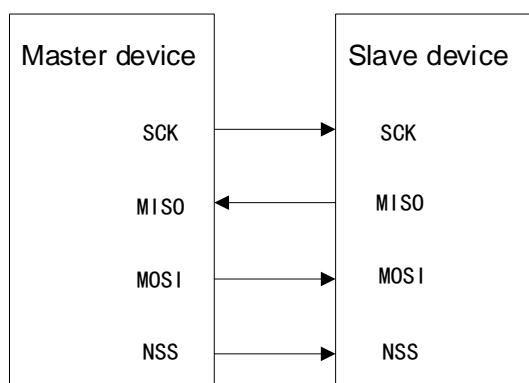 Master device
Slave device
SCK
SCK
MISO
MISO
MOSI
MOSI
NSS
NSS